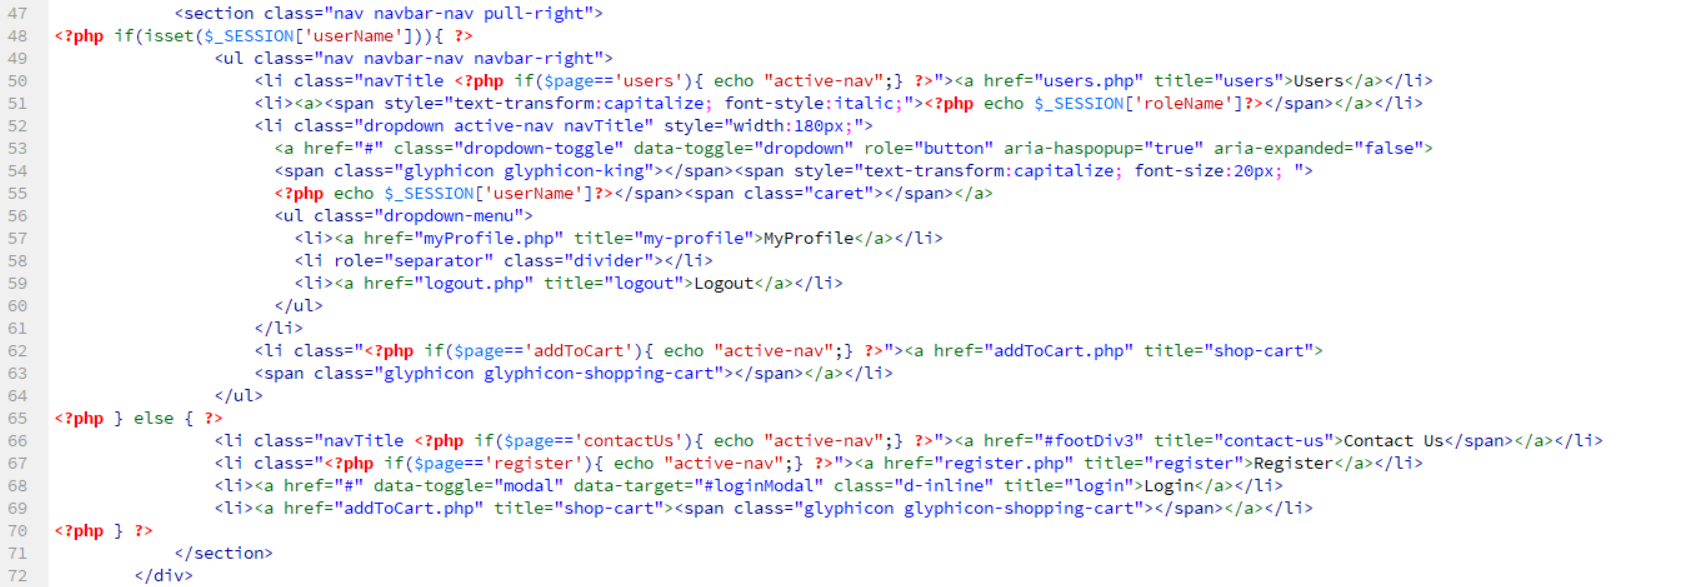 47 <section class="nav navbar-nav pull-right">
48 <?php if(isset($_SESSION['userName'])){ ?>
49 <ul class="nav navbar-nav navbar-right">
50 <li class="navTitle <?php if($page=='users'){ echo "active-nav";} ?>"><a href="users.php" title="users">Users</a></li>
51 <li><a><span style="text-transform:capitalize; font-style:italic;"><?php echo $_SESSION['roleName']?></span></a></li>
52 <li class="dropdown active-nav navTitle" style="width:180px;">
53 <a href="#" class="dropdown-toggle" data-toggle="dropdown" role="button" aria-haspopup="true" aria-expanded="false">
54 <span class="glyphicon glyphicon-king"></span><span style="text-transform:capitalize; font-size:20px; ">
55 <?php echo $_SESSION['userName']?></span><span class="caret"></span></a>
56 <ul class="dropdown-menu">
57 <li><a href="myProfile.php" title="my-profile">MyProfile</a></li>
58 <li role="separator" class="divider"></li>
59 <li><a href="logout.php" title="logout">Logout</a></li>
60 </ul>
61 </li>
62 <li class="<?php if($page=='addToCart'){ echo "active-nav";} ?>"><a href="addToCart.php" title="shop-cart">
63 <span class="glyphicon glyphicon-shopping-cart"></span></a></li>
64 </ul>
65 <?php } else { ?>
66 <li class="navTitle <?php if($page=='contactUs'){ echo "active-nav";} ?>"><a href="#footDiv3" title="contact-us">Contact Us</span></a></li>
67 <li class="<?php if($page=='register'){ echo "active-nav";} ?>"><a href="register.php" title="register">Register</a></li>
68 <li><a href="#" data-toggle="modal" data-target="#loginModal" class="d-inline" title="login">Login</a></li>
69 <li><a href="addToCart.php" title="shop-cart"><span class="glyphicon glyphicon-shopping-cart"></span></a></li>
70 <?php } ?>
71 </section>
72 </div>